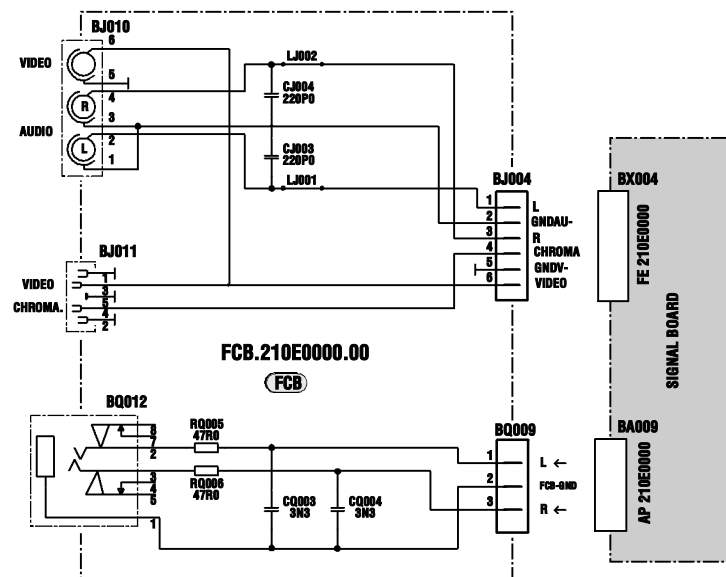 BJ010
6
VIDEO
5
4
R
3
AUDIO
2
L
1
LJ002
CJ004
220P0
CJ003
220P0
LJ001
BJ004
1 L
2 GNDAU-
3 R
4 CHROMA
5 GNDV-
6 VIDEO
BX004
FE 210E0000
SIGNAL BOARD
BJ011
1
VIDEO
3
CHROMA.
5
4
2
FCB.210E0000.00
FCB
BQ012
8
7
2
3
4
5
1
RQ005
47R0
RQ006
47R0
CQ003
3N3
CQ004
3N3
BQ009
1 L ←
2 FCB-GND
3 R ←
BA009
AP 210E0000